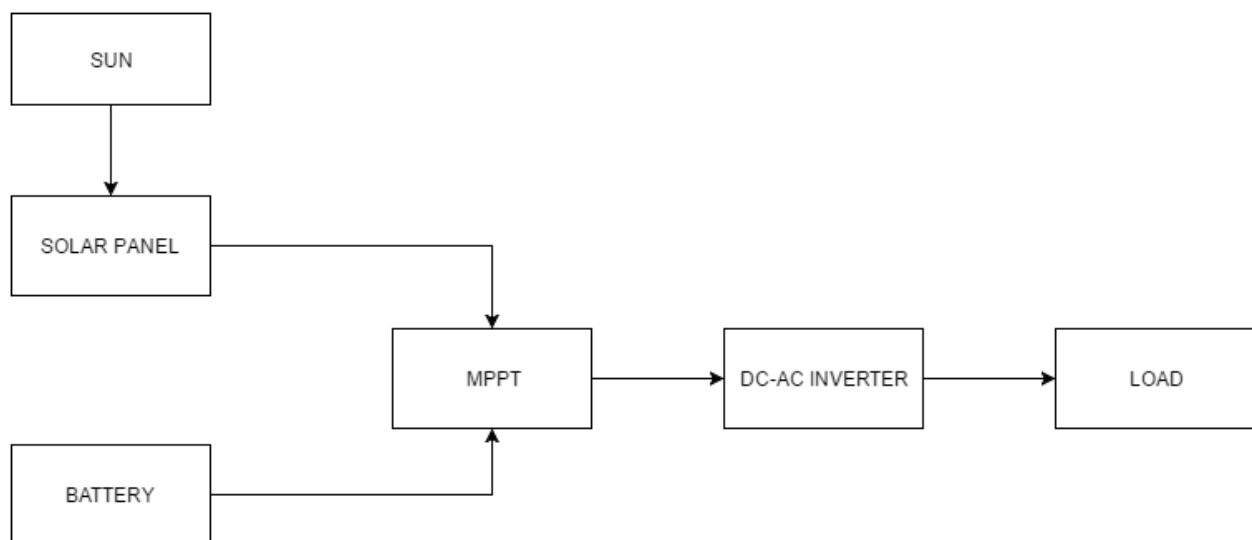 SUN
SOLAR PANEL
MPPT
DC-AC INVERTER
LOAD
BATTERY